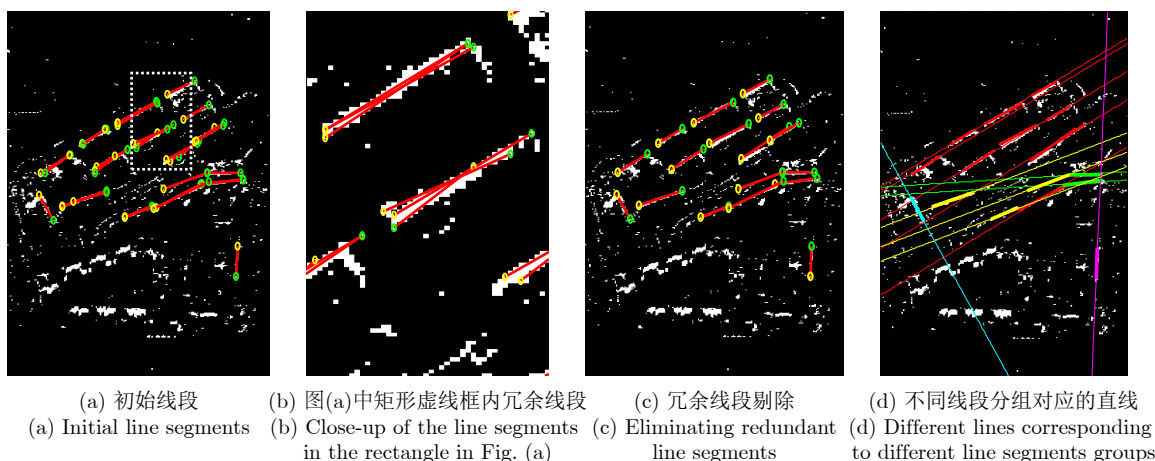 (a) 初始线段
(a) Initial line segments
(b) 图(a)中矩形虚线框内冗余线段
(b) Close-up of the line segments
in the rectangle in Fig. (a)
(c) 冗余线段剔除
(c) Eliminating redundant
line segments
(d) 不同线段分组对应的直线
(d) Different lines corresponding
to different line segments groups